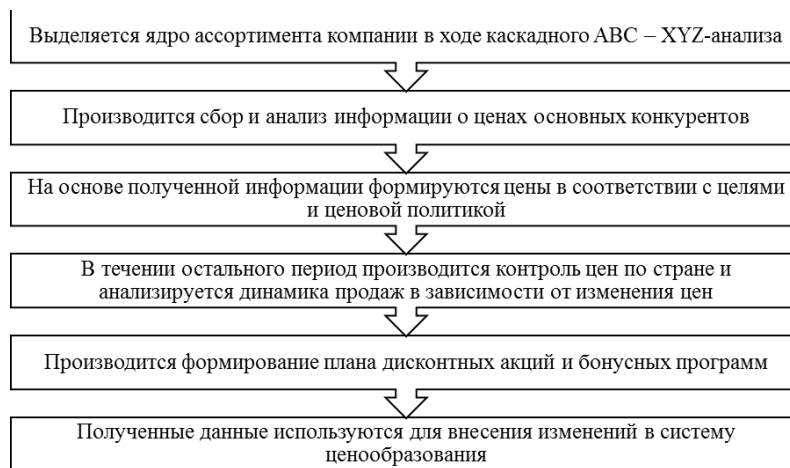 Выделяется ядро ассортимента компании в ходе каскадного ABC – XYZ-анализа
Производится сбор и анализ информации о ценах основных конкурентов
На основе полученной информации формируются цены в соответствии с целями
и ценовой политикой
В течении остального период производится контроль цен по стране и
анализируется динамика продаж в зависимости от изменения цен
Производится формирование плана дисконтных акций и бонусных программ
Полученные данные используются для внесения изменений в систему
ценообразования